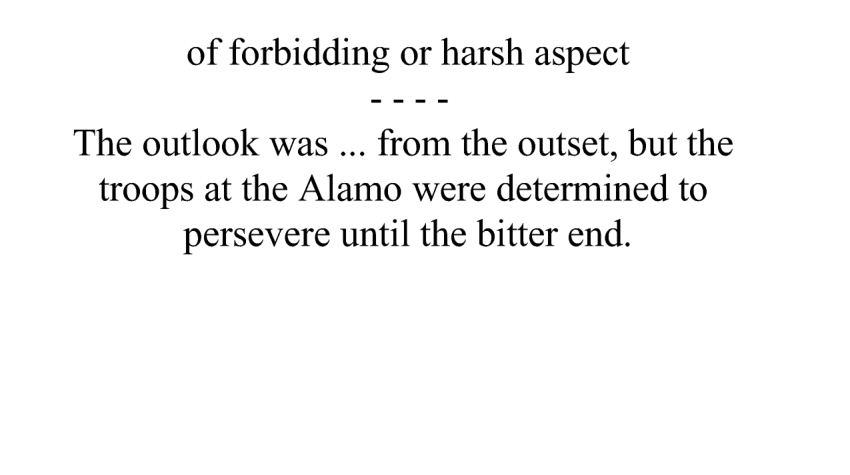 of forbidding or harsh aspect
- - - -
The outlook was ... from the outset, but the
troops at the Alamo were determined to
persevere until the bitter end.